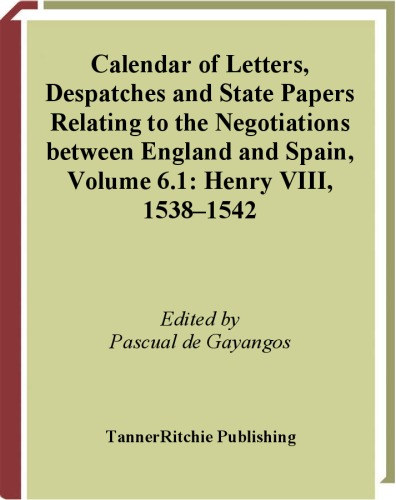 Calendar of Letters,
Despatches and State Papers
Relating to the Negotiations
between England and Spain,
Volume 6.1: Henry VIII,
1538–1542
Edited by
Pascual de Gayangos
TannerRitchie Publishing